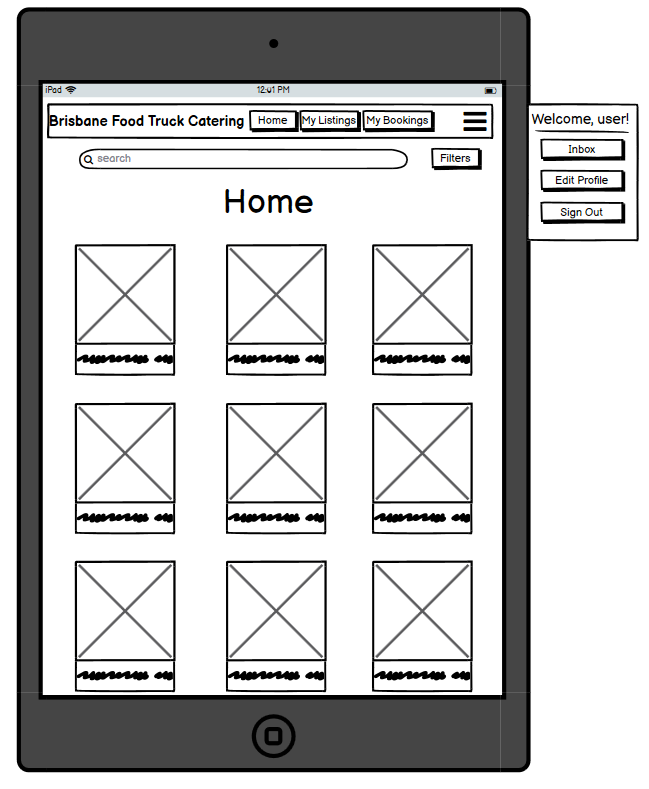 iPad 12:01 PM
Brisbane Food Truck Catering Home My Listings My Bookings
Welcome, user!
Inbox
search Filters
Edit Profile
Home
Sign Out